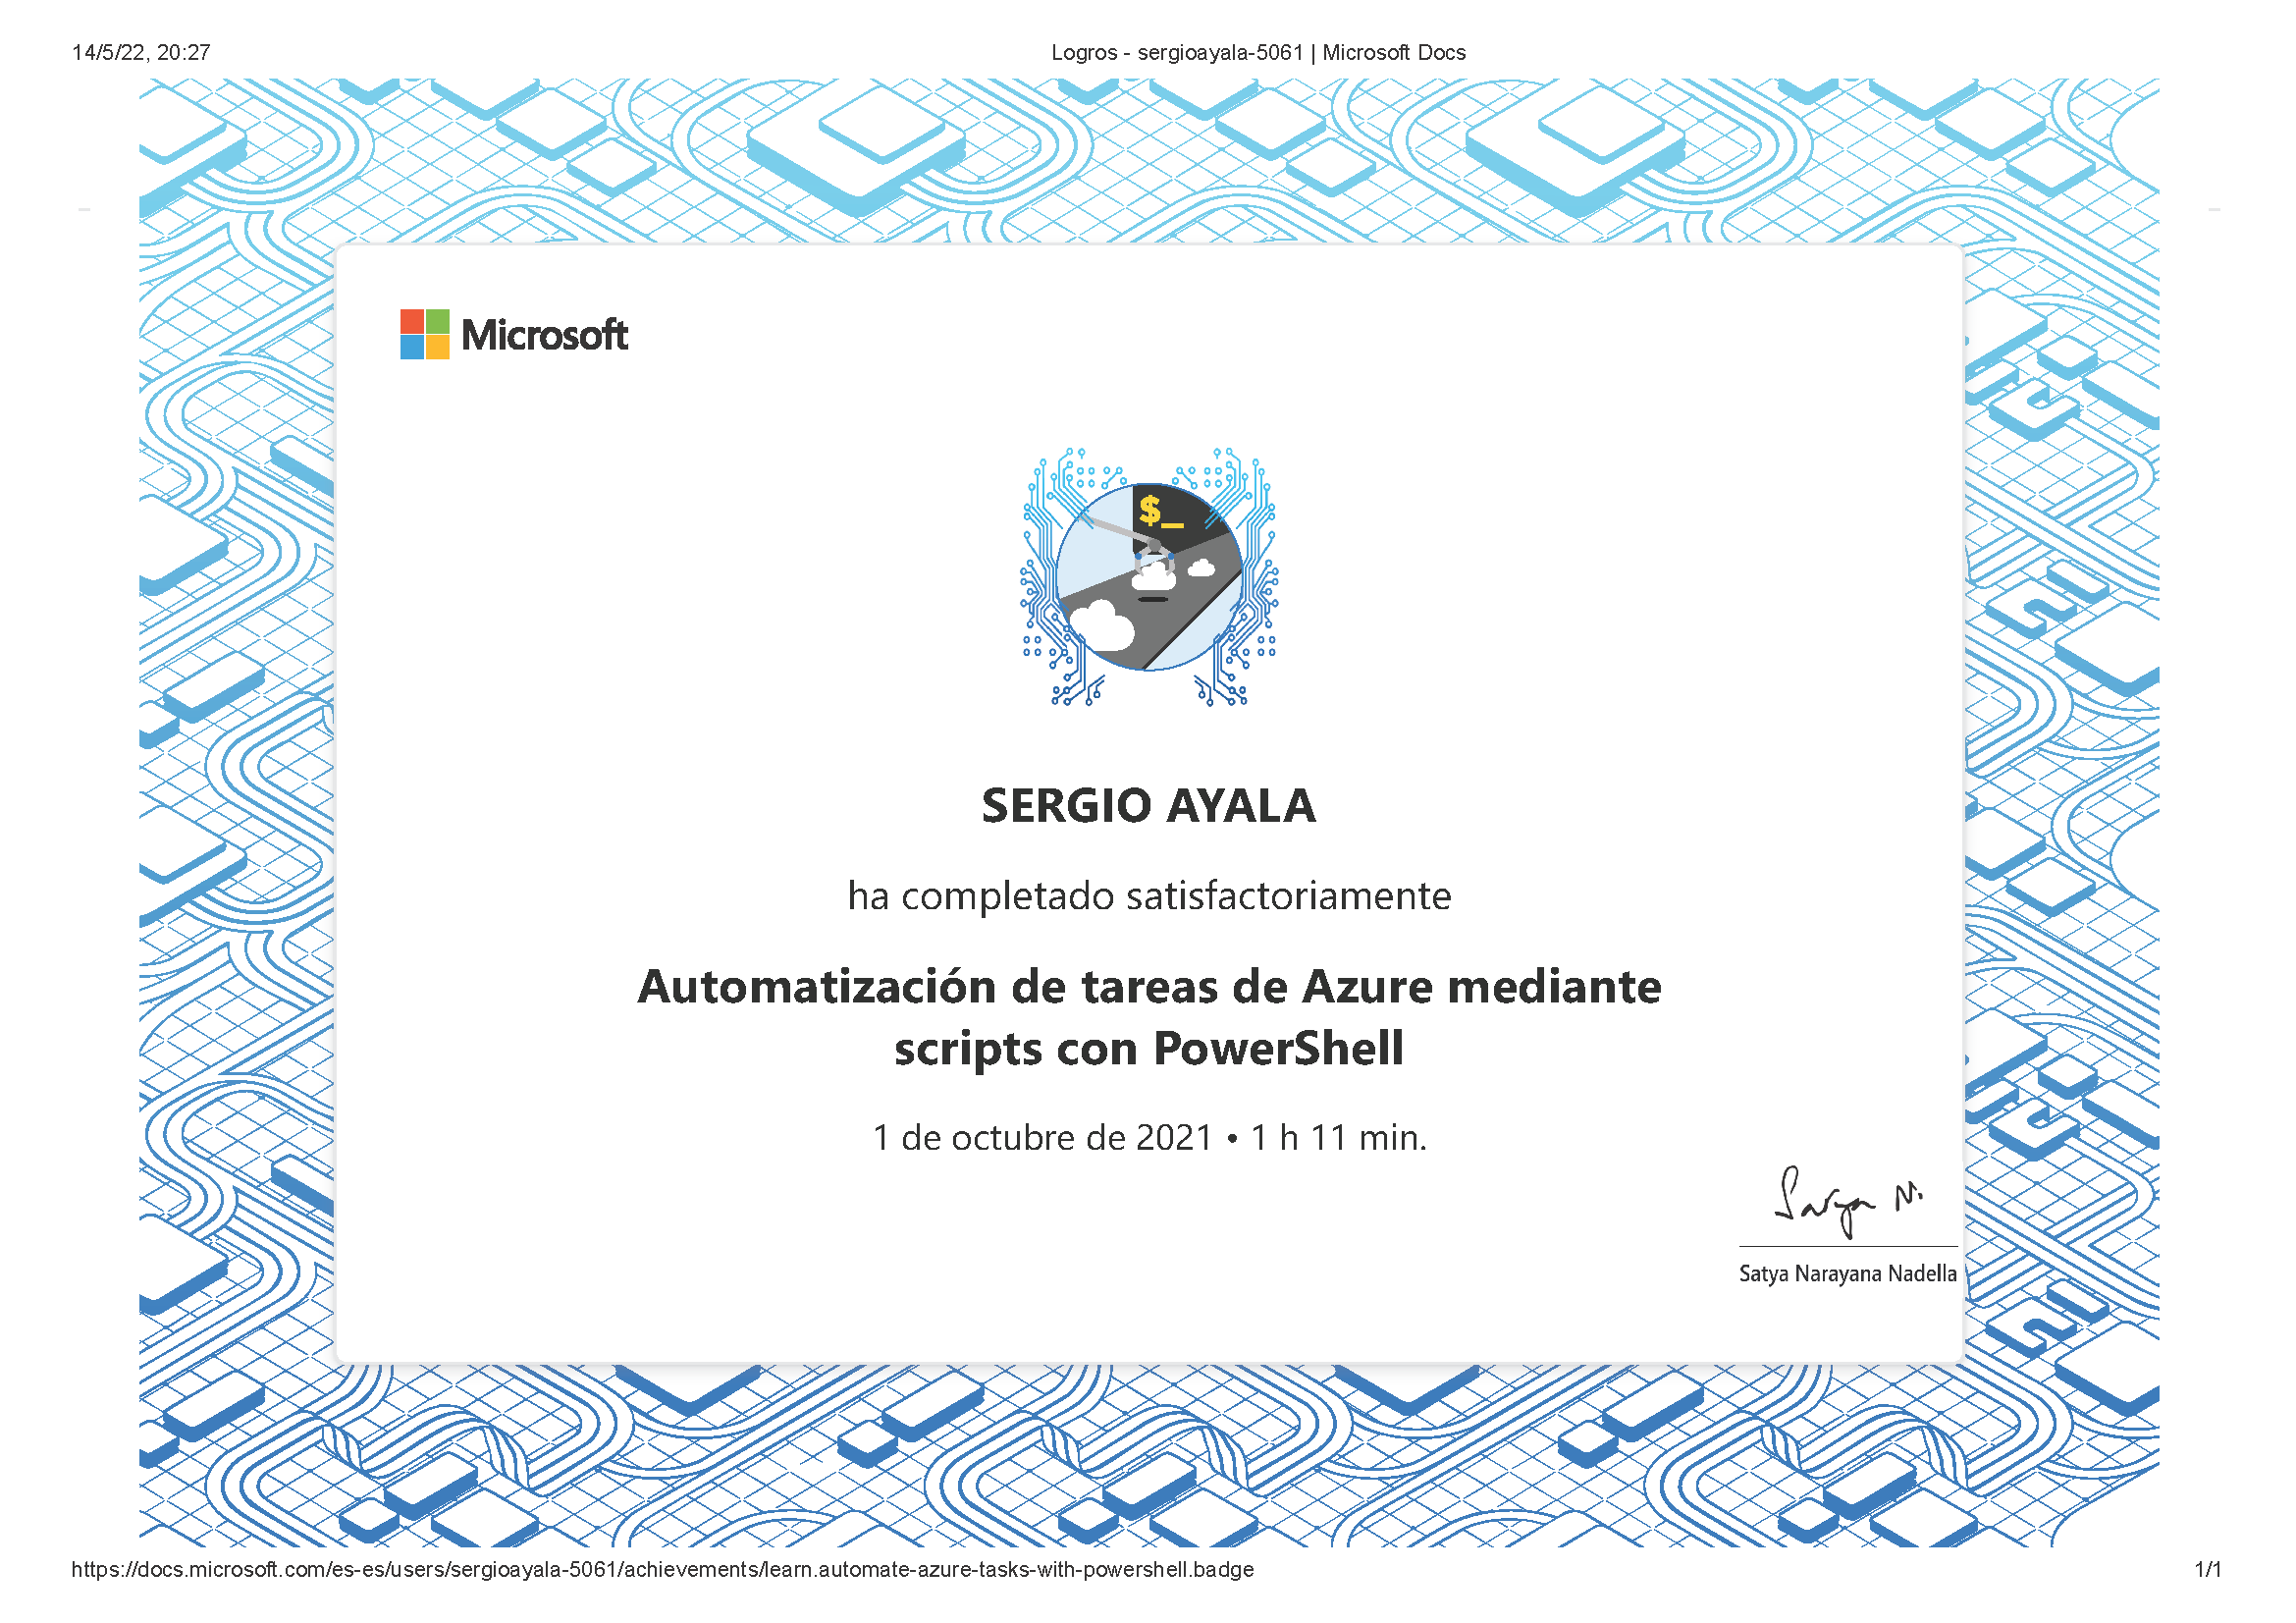 14/5/22, 20:27
Logros - sergioayala-5061 | Microsoft Docs
Microsoft
$_
SERGIO AYALA
ha completado satisfactoriamente
Automatización de tareas de Azure mediante
scripts con PowerShell
1 de octubre de 2021 • 1 h 11 min.
Satya N.
Satya Narayana Nadella
https://docs.microsoft.com/es-es/users/sergioayala-5061/achievements/learn.automate-azure-tasks-with-powershell.badge
1/1